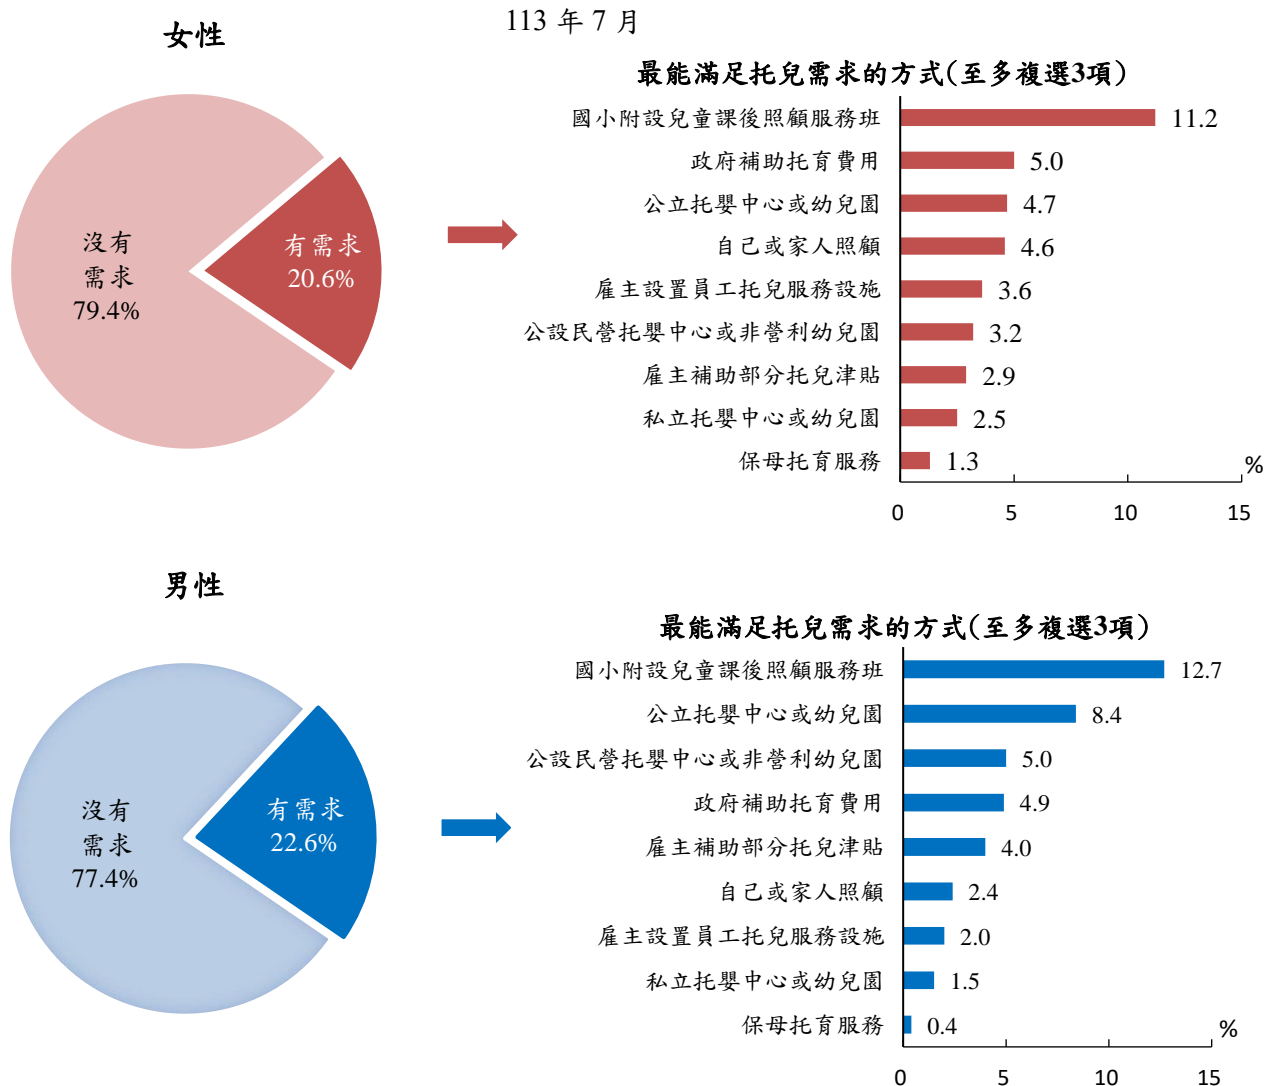 113 年 7 月
女性
沒有
需求
79.4%
有需求
20.6%
最能滿足托兒需求的方式(至多複選3項)
國小附設兒童課後照顧服務班 11.2
政府補助托育費用 5.0
公立托嬰中心或幼兒園 4.7
自己或家人照顧 4.6
雇主設置員工托兒服務設施 3.6
公設民營托嬰中心或非營利幼兒園 3.2
雇主補助部分托兒津貼 2.9
私立托嬰中心或幼兒園 2.5
保母托育服務 1.3
%
0 5 10 15
男性
沒有
需求
77.4%
有需求
22.6%
最能滿足托兒需求的方式(至多複選3項)
國小附設兒童課後照顧服務班 12.7
公立托嬰中心或幼兒園 8.4
公設民營托嬰中心或非營利幼兒園 5.0
政府補助托育費用 4.9
雇主補助部分托兒津貼 4.0
自己或家人照顧 2.4
雇主設置員工托兒服務設施 2.0
私立托嬰中心或幼兒園 1.5
保母托育服務 0.4
%
0 5 10 15